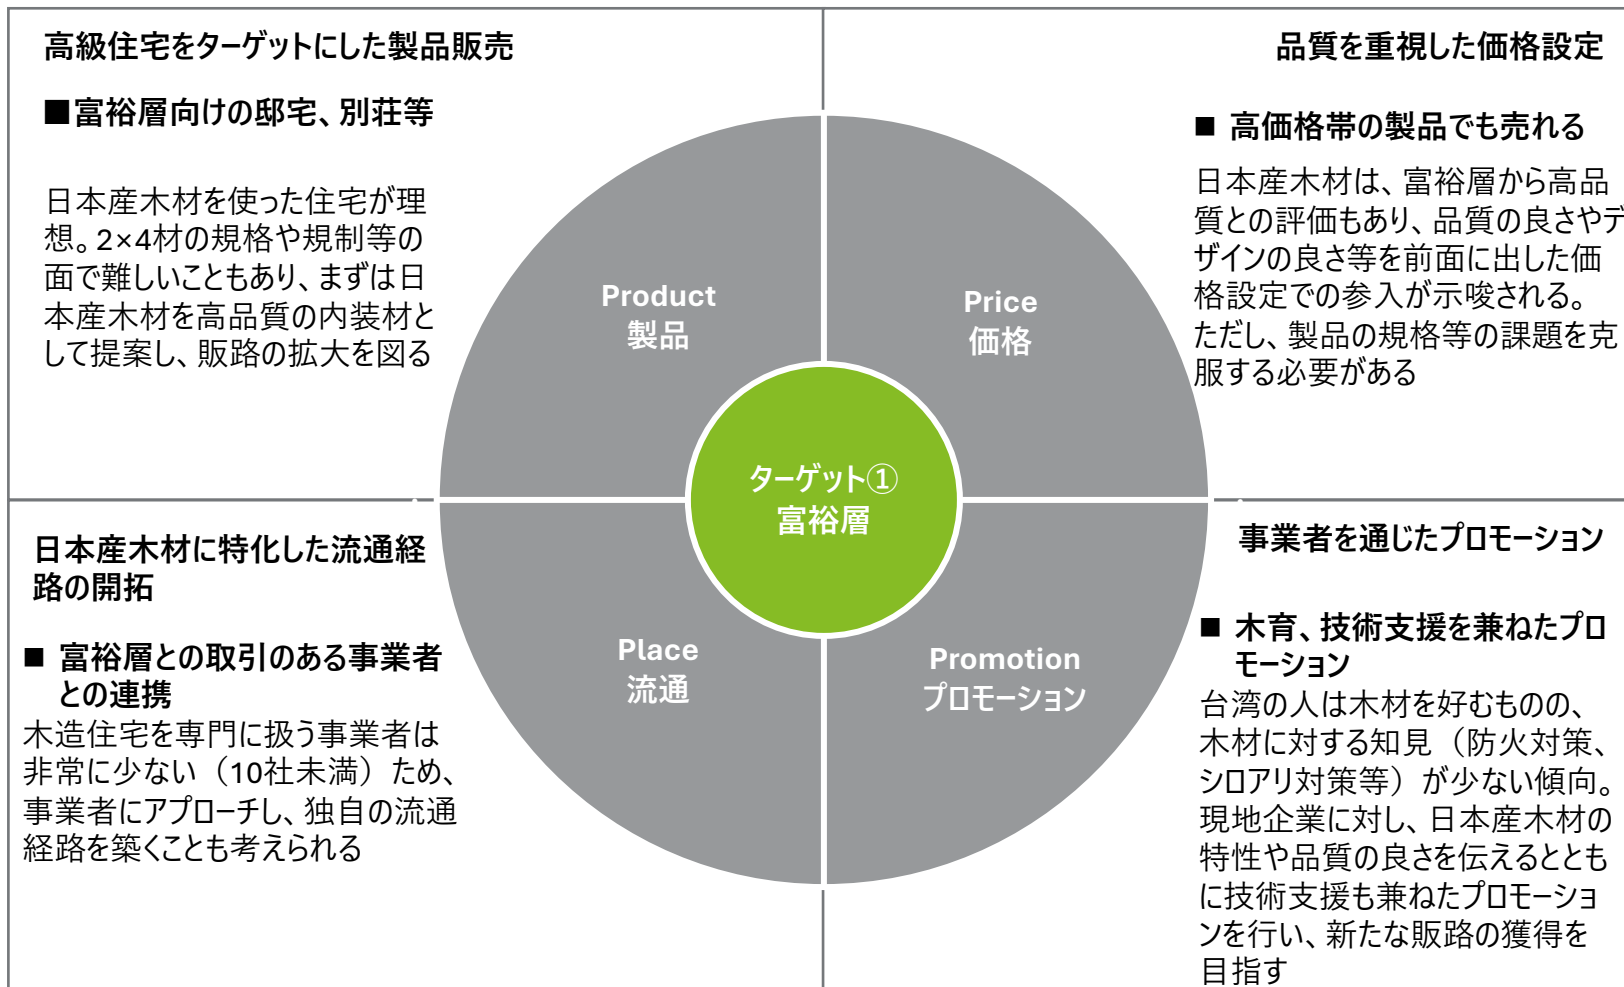 高級住宅をターゲットにした製品販売
■富裕層向けの邸宅、別荘等
日本産木材を使った住宅が理
想。2×4材の規格や規制等の
面で難しいこともあり、まずは日
本産木材を高品質の内装材と
して提案し、販路の拡大を図る
品質を重視した価格設定
■ 高価格帯の製品でも売れる
日本産木材は、富裕層から高品
質との評価もあり、品質の良さやデ
ザインの良さ等を前面に出した価
格設定での参入が示唆される。
ただし、製品の規格等の課題を克
服する必要がある
Product
製品
Price
価格
ターゲット①
富裕層
Place
流通
Promotion
プロモーション
日本産木材に特化した流通経
路の開拓
■ 富裕層との取引のある事業者
との連携
木造住宅を専門に扱う事業者は
非常に少ない（10社未満）ため、
事業者にアプローチし、独自の流通
経路を築くことも考えられる
事業者を通じたプロモーション
■ 木育、技術支援を兼ねたプロ
モーション
台湾の人は木材を好むものの、
木材に対する知見（防火対策、
シロアリ対策等）が少ない傾向。
現地企業に対し、日本産木材の
特性や品質の良さを伝えるととも
に技術支援も兼ねたプロモーショ
ンを行い、新たな販路の獲得を
目指す